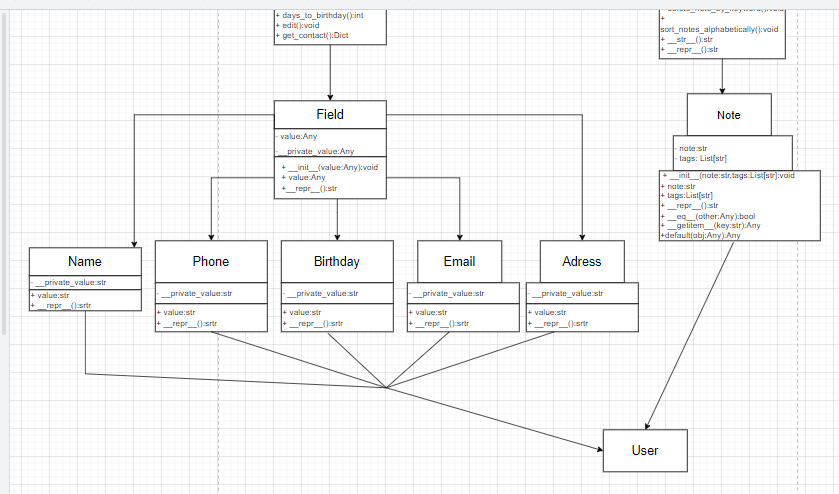 + days_to_birthday():int
+ edit():void
+ get_contact():Dict
+
sort_notes_alphabetically():void
+ __str__():str
+ __repr__():str
Field
- value:Any
- __private_value:Any
+ __init__(value:Any):void
+ value:Any
+__repr__():str
Note
- note:str
- tags: List[str]
+ __init__(note:str,tags:List[str]:void
+ note:str
+ tags:List[str]
+ __repr__():str
+ __eq__(other:Any):bool
+ __getitem__(key:str):Any
+default(obj:Any):Any
Name
- __private_value:str
+ value:str
+ __repr__():srtr
Phone
- __private_value:str
+ value:str
+ __repr__():srtr
Birthday
- __private_value:str
+ value:str
+ __repr__():srtr
Email
- __private_value:str
+ value:str
+ __repr__():srtr
Adress
- __private_value:str
+ value:str
+ __repr__():srtr
User